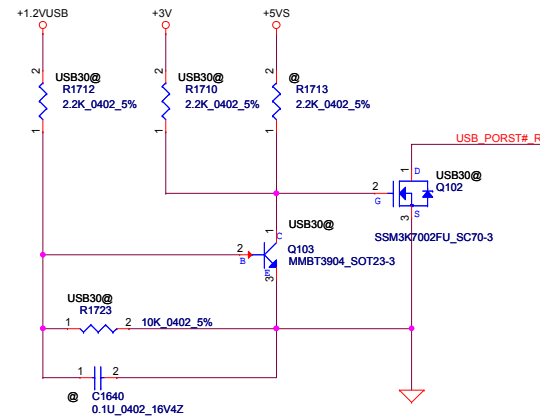 +1.2VUSB
+3V
+5VS
2
USB30@
R1712
2.2K_0402_5%
1
2
USB30@
R1710
2.2K_0402_5%
1
2
@
R1713
2.2K_0402_5%
1
USB_PORST#_R
1
D
USB30@
Q102
2
G
3
S
SSM3K7002FU_SC70-3
USB30@
1
C
Q103
MMBT3904_SOT23-3
2
B
E
3
USB30@
R1723
1
2
10K_0402_5%
1
2
@
C1640
0.1U_0402_16V4Z